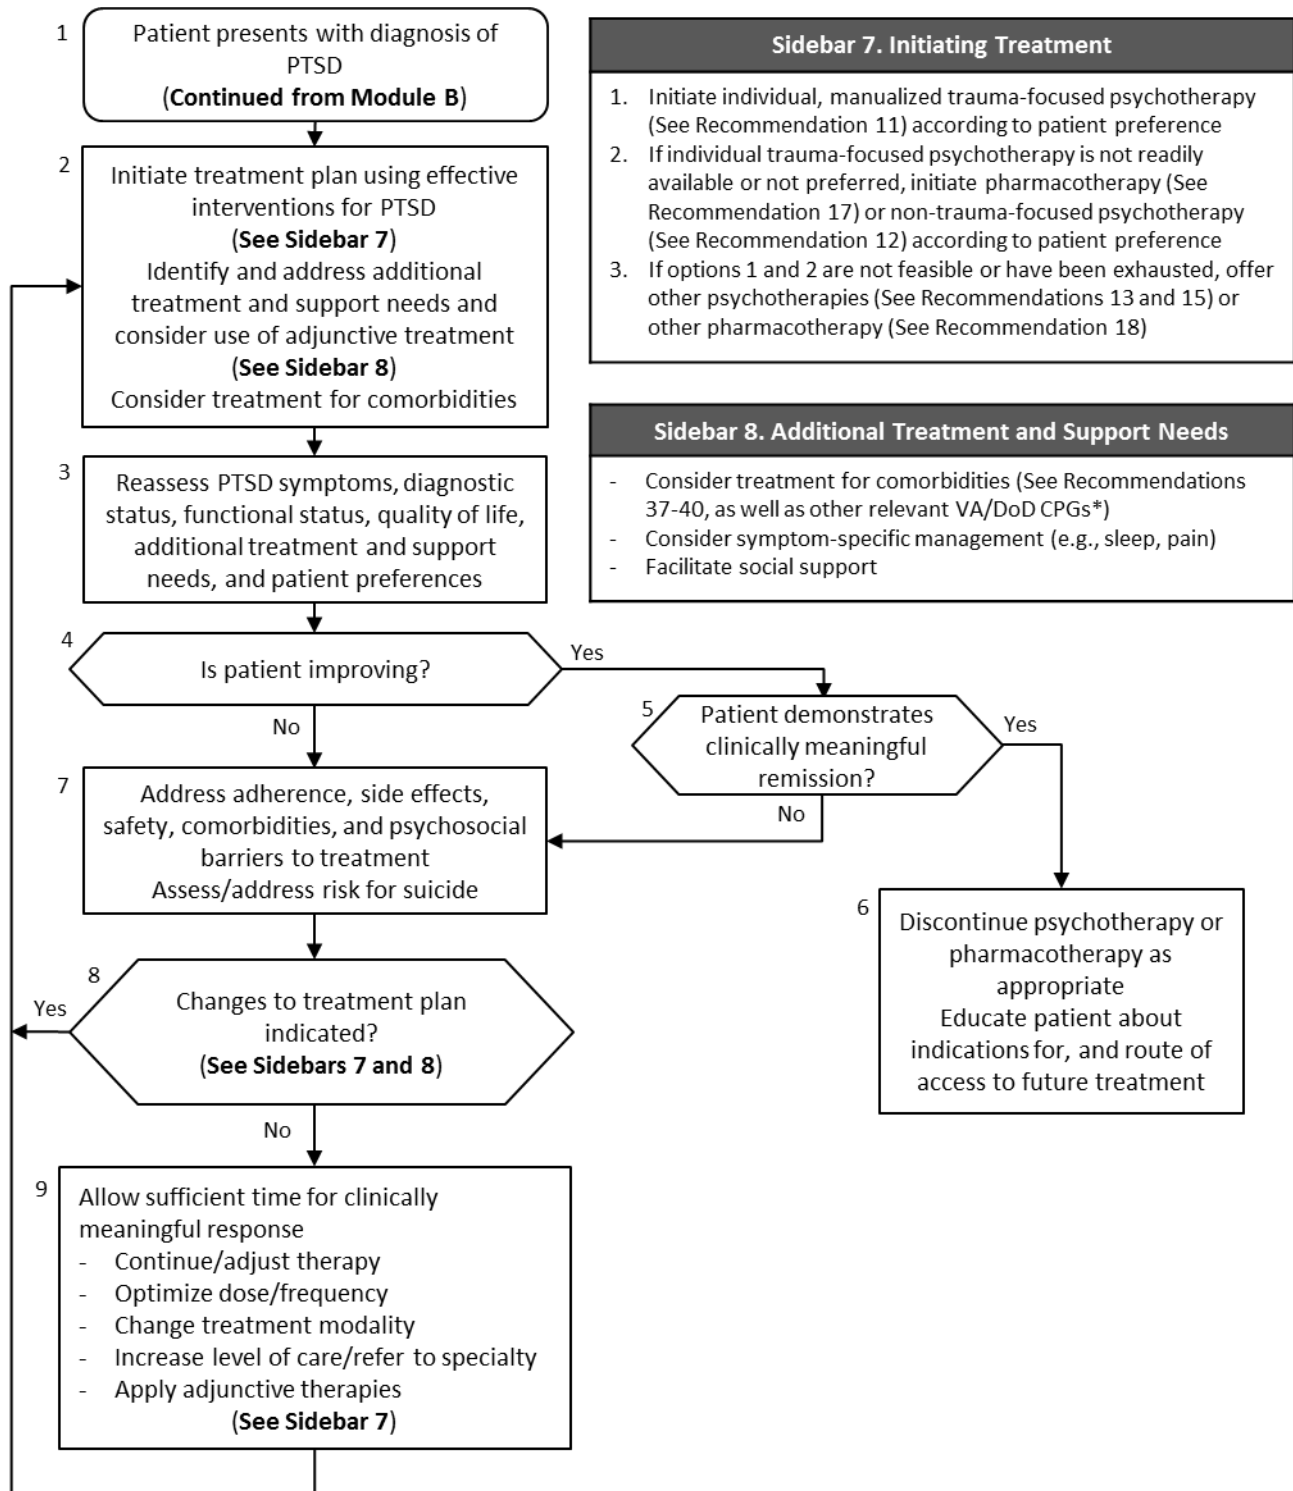 1
Patient presents with diagnosis of
PTSD
(Continued from Module B)
2
Initiate treatment plan using effective
interventions for PTSD
(See Sidebar 7)
Identify and address additional
treatment and support needs and
consider use of adjunctive treatment
(See Sidebar 8)
Consider treatment for comorbidities
3
Reassess PTSD symptoms, diagnostic
status, functional status, quality of life,
additional treatment and support
needs, and patient preferences
4
Is patient improving?
Yes
No
5
Patient demonstrates
clinically meaningful
remission?
Yes
No
6
Discontinue psychotherapy or
pharmacotherapy as
appropriate
Educate patient about
indications for, and route of
access to future treatment
7
Address adherence, side effects,
safety, comorbidities, and psychosocial
barriers to treatment
Assess/address risk for suicide
8
Changes to treatment plan
indicated?
(See Sidebars 7 and 8)
Yes
No
9
Allow sufficient time for clinically
meaningful response
- Continue/adjust therapy
- Optimize dose/frequency
- Change treatment modality
- Increase level of care/refer to specialty
- Apply adjunctive therapies
(See Sidebar 7)
Sidebar 7. Initiating Treatment
1. Initiate individual, manualized trauma-focused psychotherapy
(See Recommendation 11) according to patient preference
2. If individual trauma-focused psychotherapy is not readily
available or not preferred, initiate pharmacotherapy (See
Recommendation 17) or non-trauma-focused psychotherapy
(See Recommendation 12) according to patient preference
3. If options 1 and 2 are not feasible or have been exhausted, offer
other psychotherapies (See Recommendations 13 and 15) or
other pharmacotherapy (See Recommendation 18)
Sidebar 8. Additional Treatment and Support Needs
- Consider treatment for comorbidities (See Recommendations
37-40, as well as other relevant VA/DoD CPGs*)
- Consider symptom-specific management (e.g., sleep, pain)
- Facilitate social support